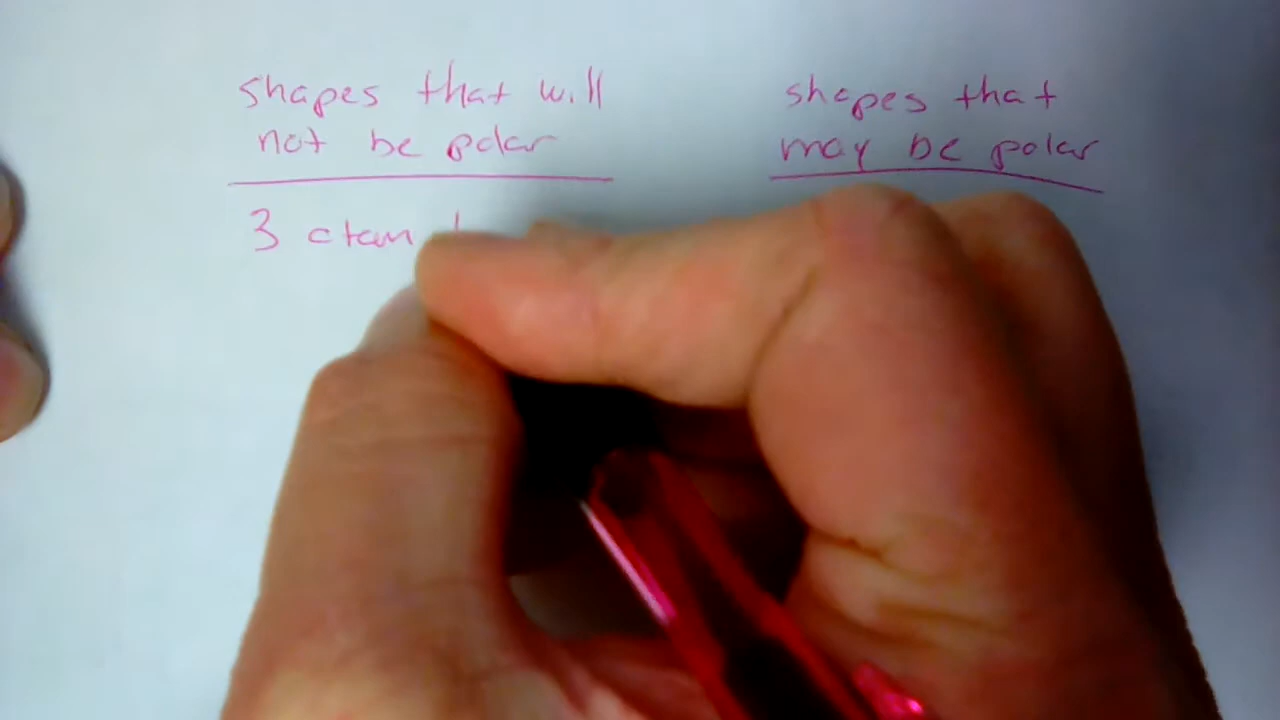 shapes that will
not be polar
shapes that
may be polar
3 atom